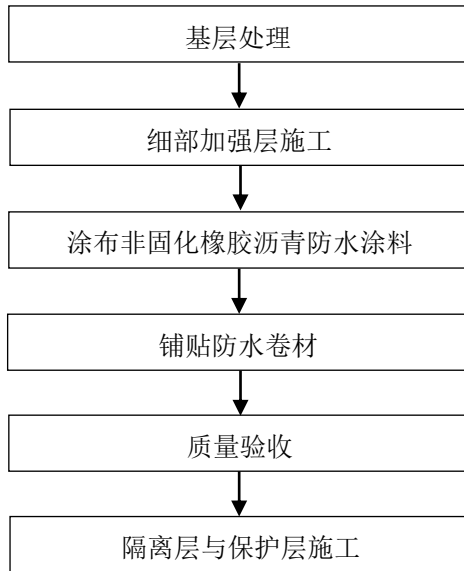 基层处理
细部加强层施工
涂布非固化橡胶沥青防水涂料
铺贴防水卷材
质量验收
隔离层与保护层施工